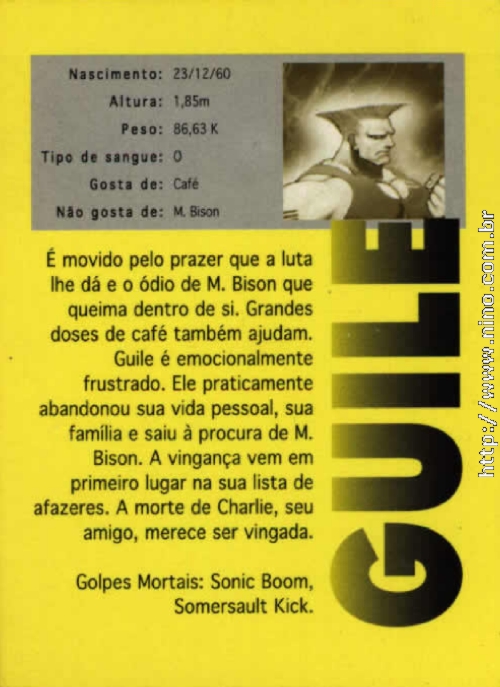 Nascimento: 23/12/60
Altura: 1,85m
Peso: 86,63 K
Tipo de sangue: O
Gosta de: Café
Não gosta de: M. Bison
É movido pelo prazer que a luta
lhe dá e o ódio de M. Bison que
queima dentro de si. Grandes
doses de café também ajudam.
Guile é emocionalmente
frustrado. Ele praticamente
abandonou sua vida pessoal, sua
família e saiu à procura de M.
Bison. A vingança vem em
primeiro lugar na sua lista de
afazeres. A morte de Charlie, seu
amigo, merece ser vingada.
Golpes Mortais: Sonic Boom,
Somersault Kick.
GUILE
http://www.nino.com.br